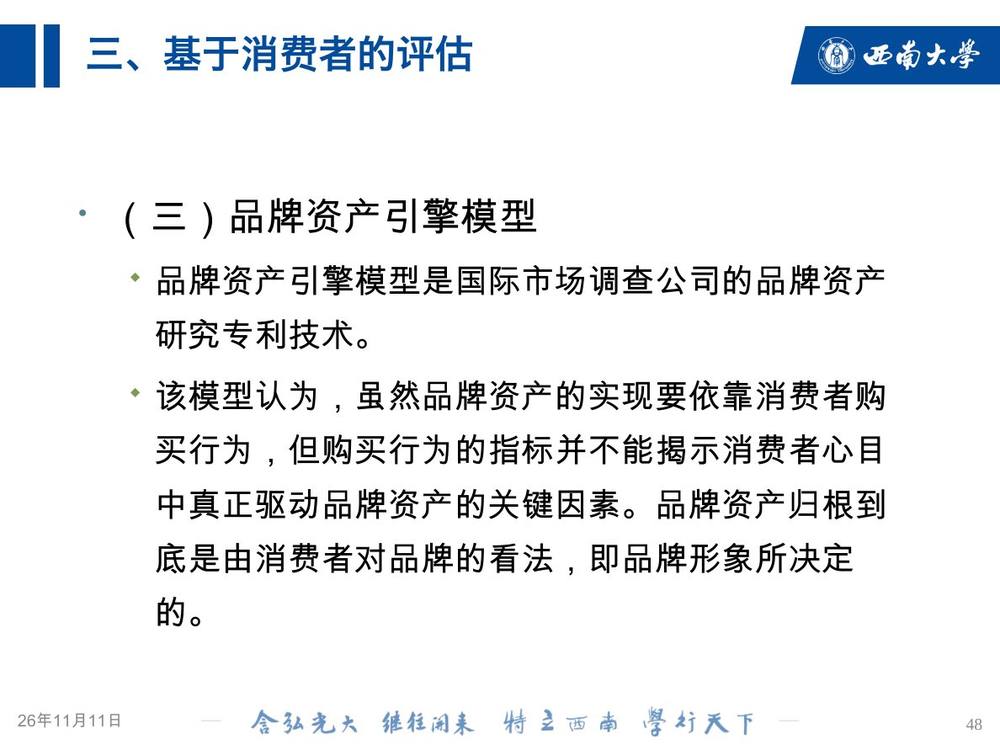 三、基于消费者的评估
西南大学
（三）品牌资产引擎模型
品牌资产引擎模型是国际市场调查公司的品牌资产
研究专利技术。
该模型认为，虽然品牌资产的实现要依靠消费者购
买行为，但购买行为的指标并不能揭示消费者心目
中真正驱动品牌资产的关键因素。品牌资产归根到
底是由消费者对品牌的看法，即品牌形象所决定
的。
26年11月11日
含弘光大 继往开来 特立西南 學行天下
48